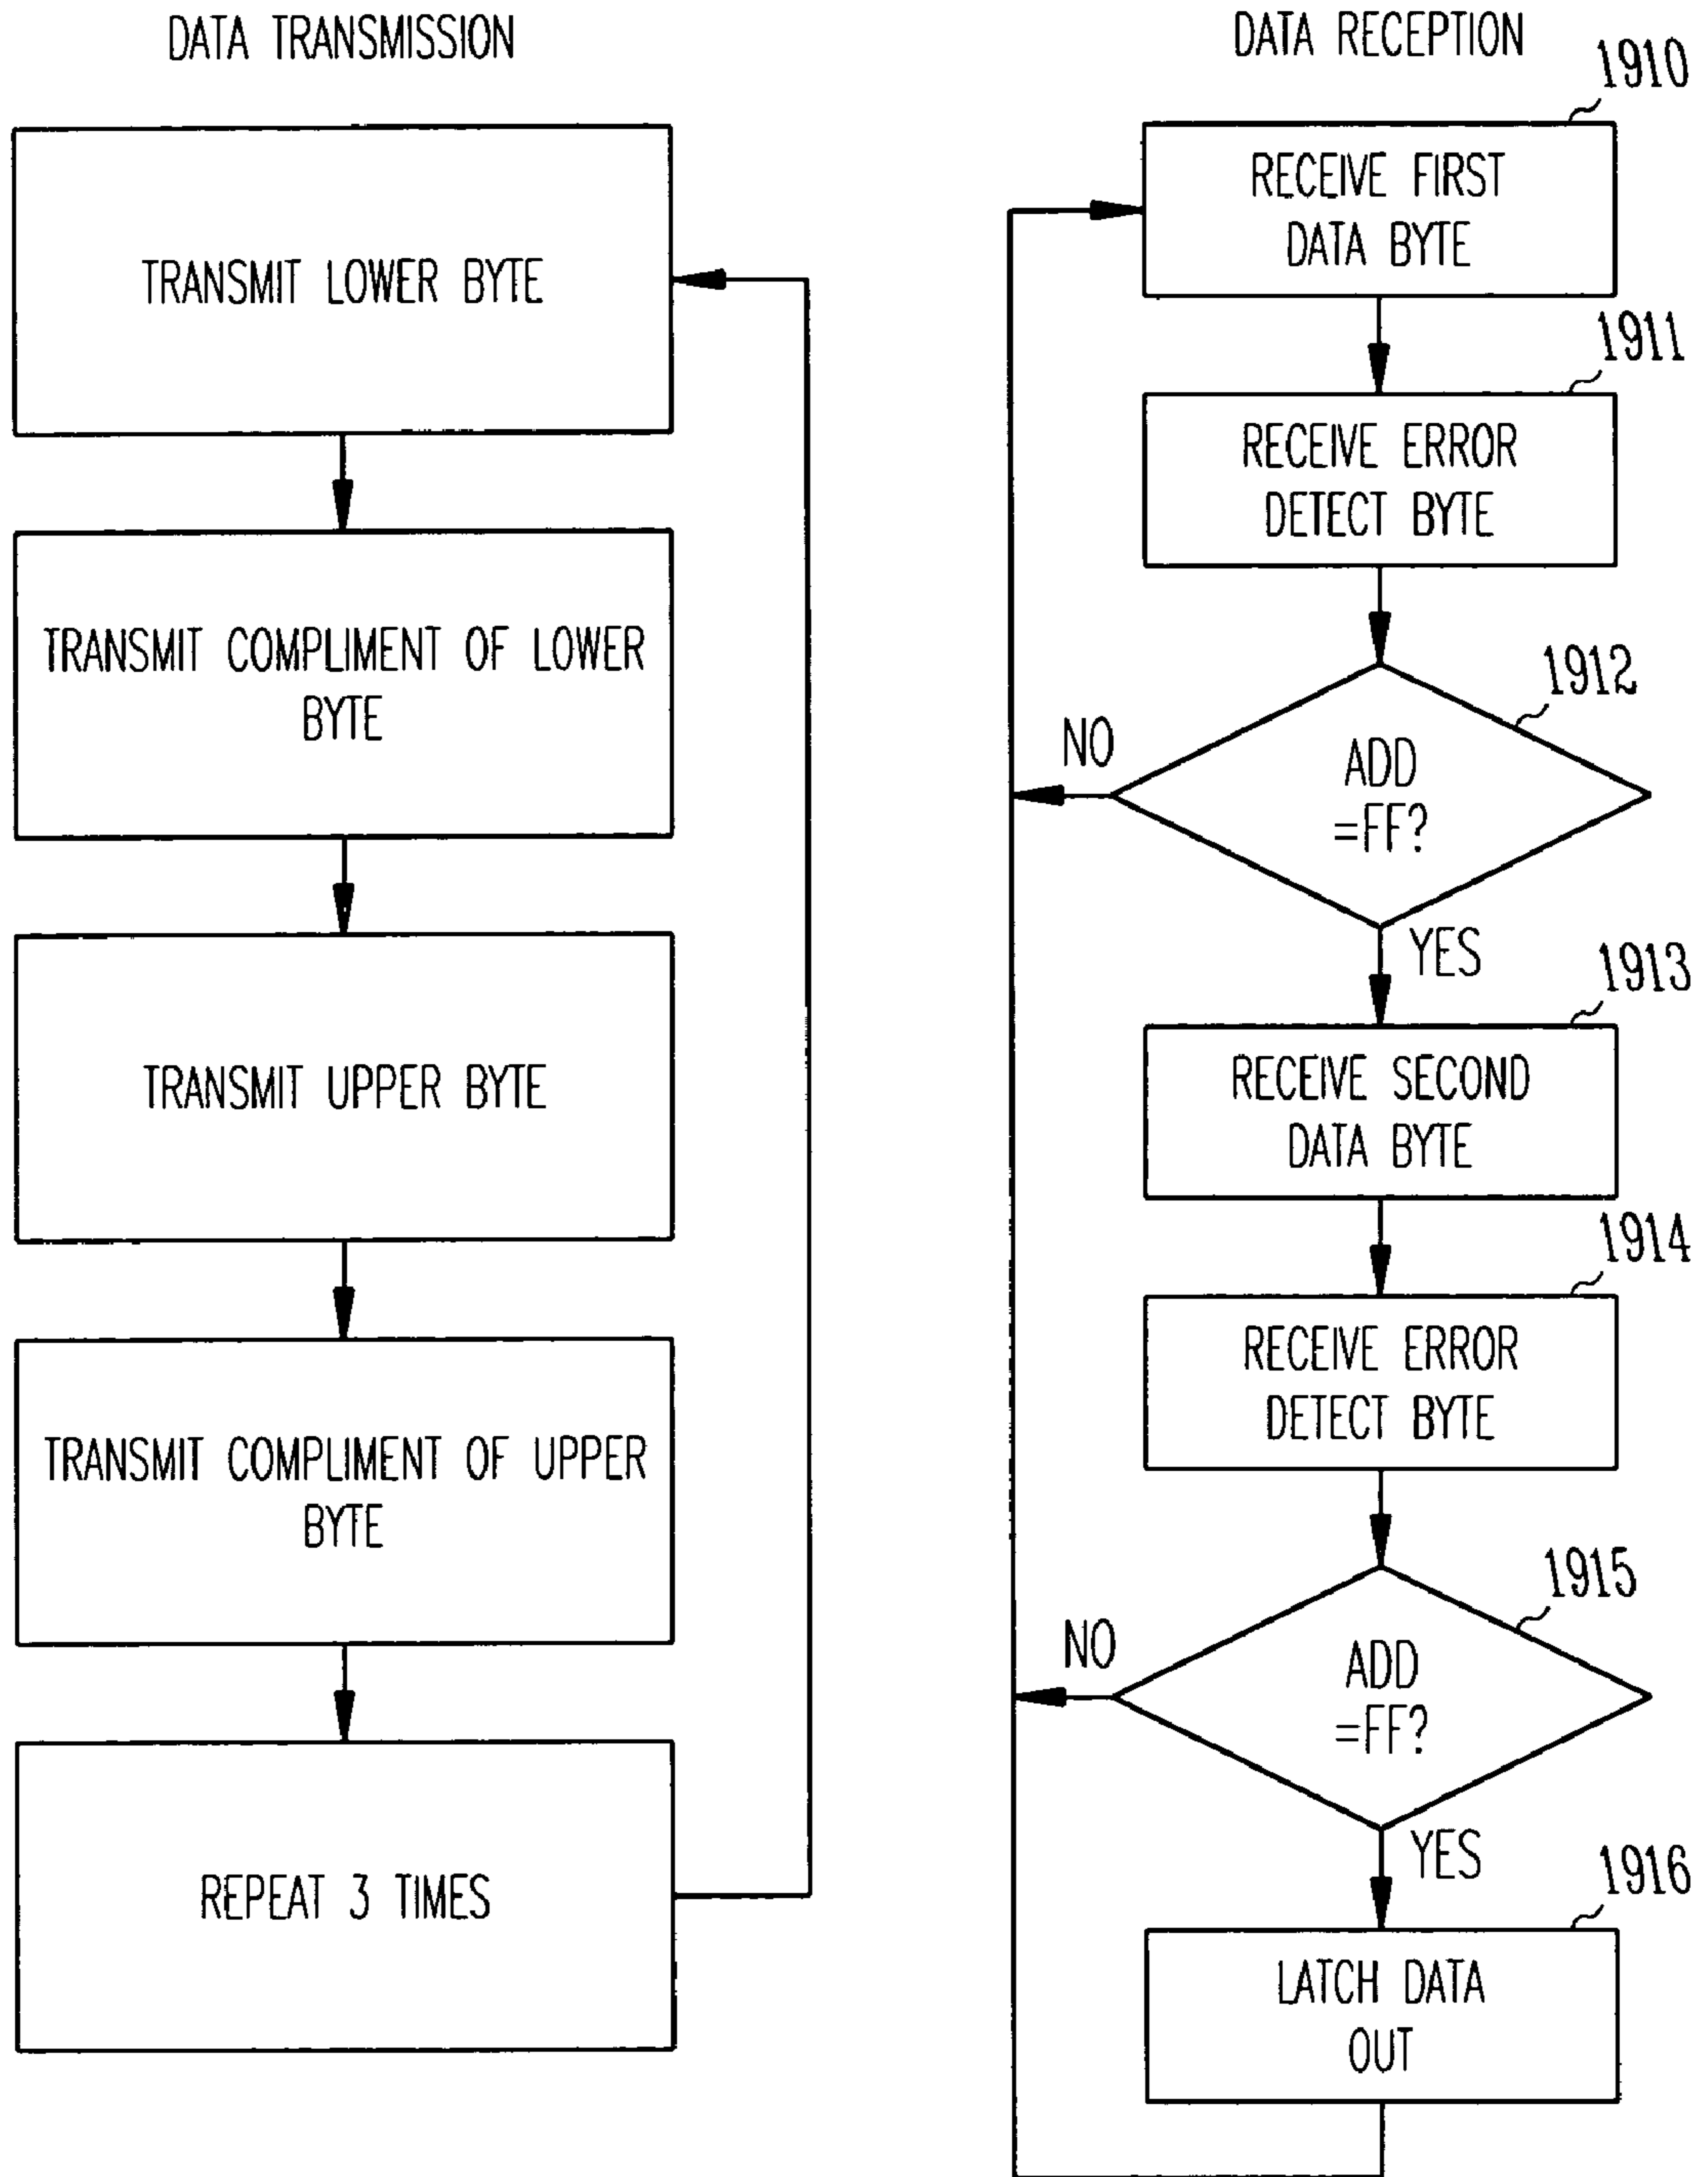 DATA TRANSMISSION
TRANSMIT LOWER BYTE
TRANSMIT COMPLIMENT OF LOWER
BYTE
TRANSMIT UPPER BYTE
TRANSMIT COMPLIMENT OF UPPER
BYTE
REPEAT 3 TIMES
DATA RECEPTION
1910
RECEIVE FIRST
DATA BYTE
1911
RECEIVE ERROR
DETECT BYTE
1912
NO
ADD
=FF?
YES
1913
RECEIVE SECOND
DATA BYTE
1914
RECEIVE ERROR
DETECT BYTE
1915
NO
ADD
=FF?
YES
1916
LATCH DATA
OUT